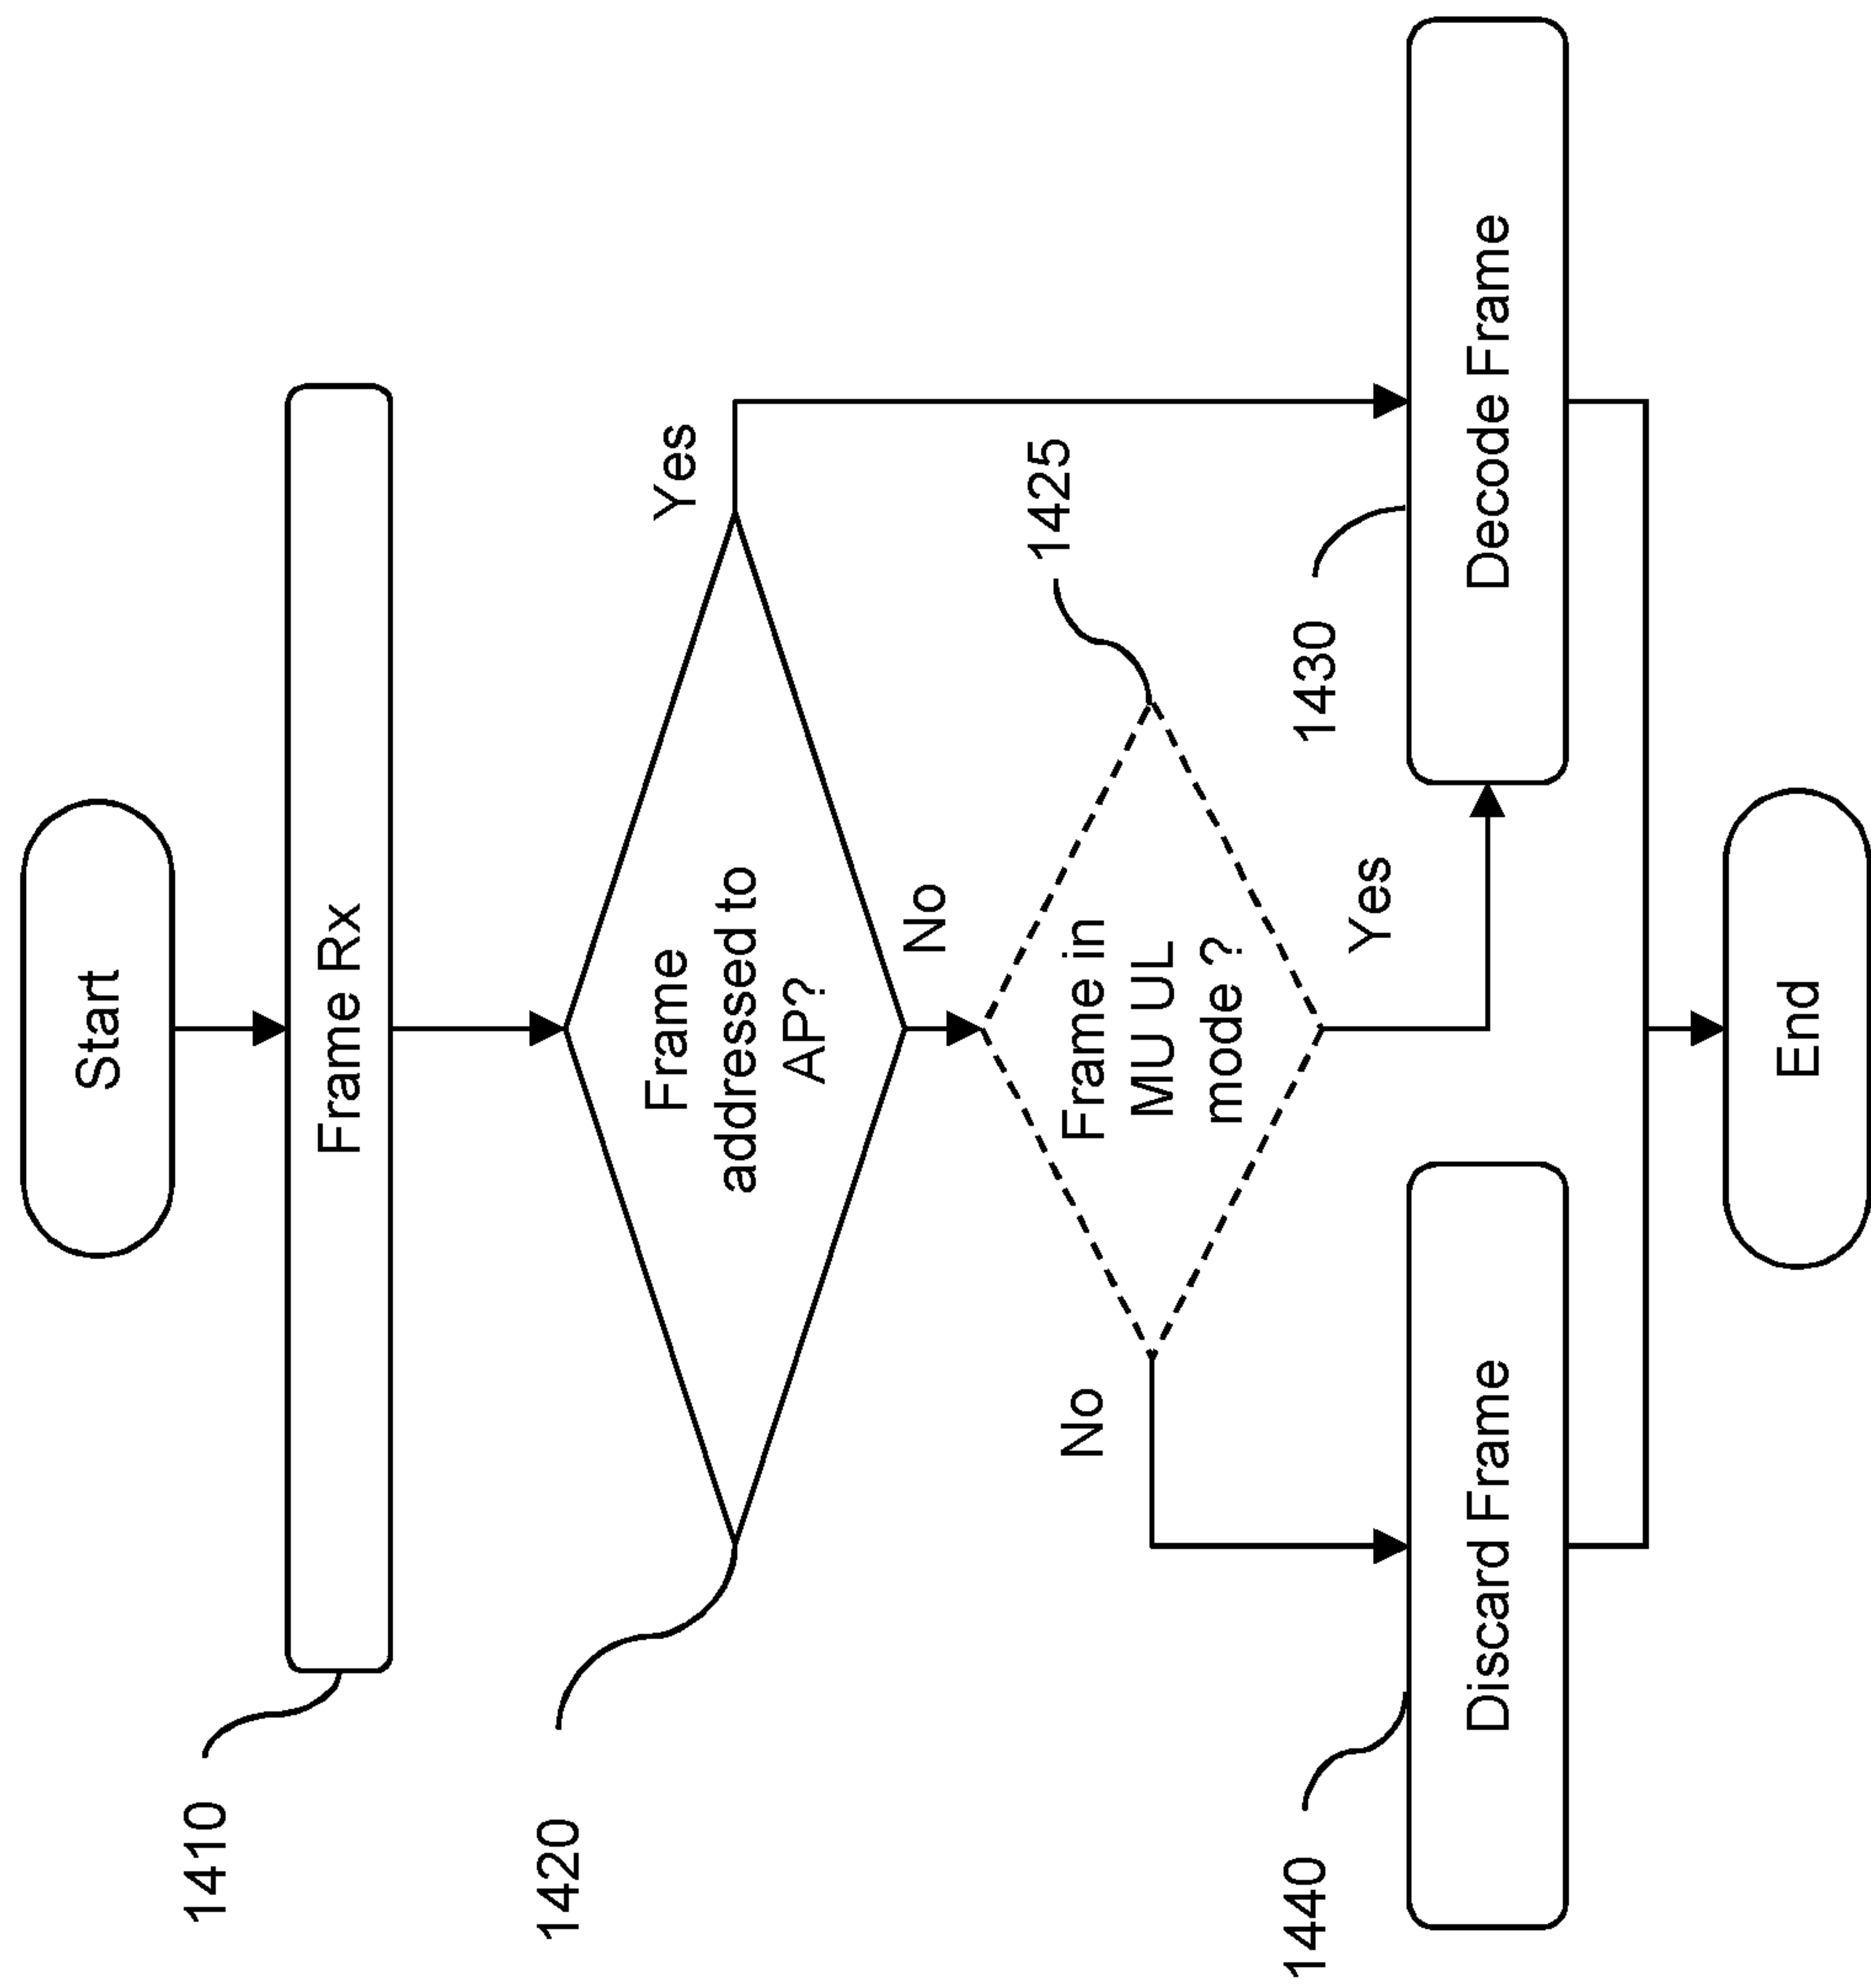 Start
1410
Frame Rx
1420
Frame
addressed to
AP?
Yes
No
1425
Frame in
MU UL
mode ?
No
Yes
1430
1440
Discard Frame
Decode Frame
End